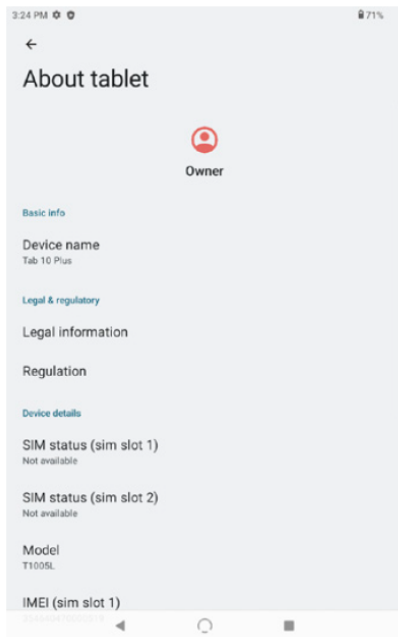 3:24 PM
71%
About tablet
Owner
Basic info
Device name
Tab 10 Plus
Legal & regulatory
Legal information
Regulation
Device details
SIM status (sim slot 1)
Not available
SIM status (sim slot 2)
Not available
Model
T1005L
IMEI (sim slot 1)